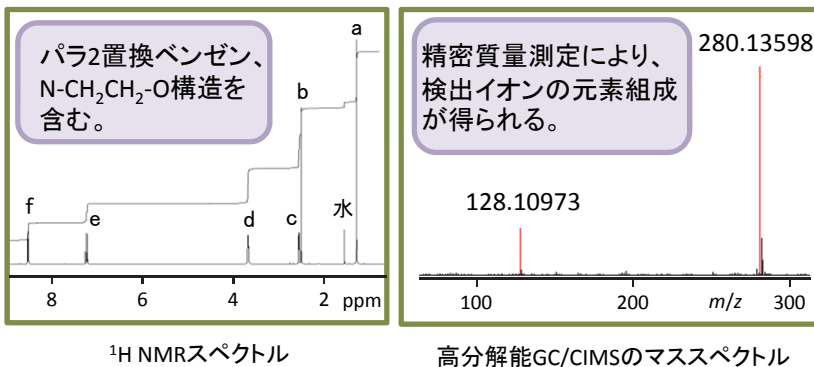 パラ2置換ベンゼン、
N-CH₂CH₂-O構造を
含む。
a
b
f
e
d
c
水
8
6
4
2
ppm
¹H NMRスペクトル
精密質量測定により、
検出イオンの元素組成
が得られる。
280.13598
128.10973
100
200
m/z
300
高分解能GC/CIMSのマススペクトル